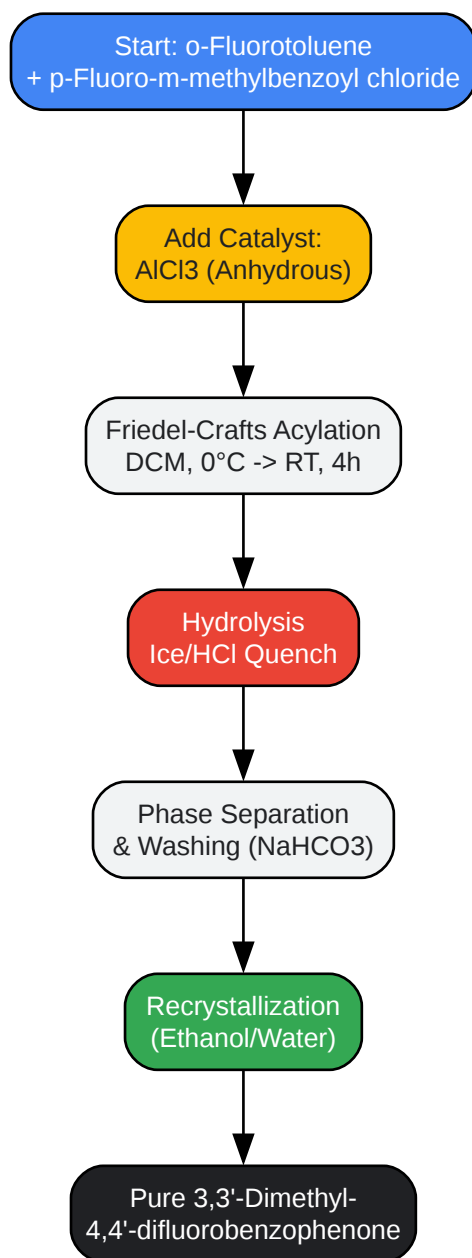 Start: o-Fluorotoluene
+ p-Fluoro-m-methylbenzoyl chloride
Add Catalyst:
AlCl3 (Anhydrous)
Friedel-Crafts Acylation
DCM, 0°C -> RT, 4h
Hydrolysis
Ice/HCl Quench
Phase Separation
& Washing (NaHCO3)
Recrystallization
(Ethanol/Water)
Pure 3,3'-Dimethyl-
4,4'-difluorobenzophenone